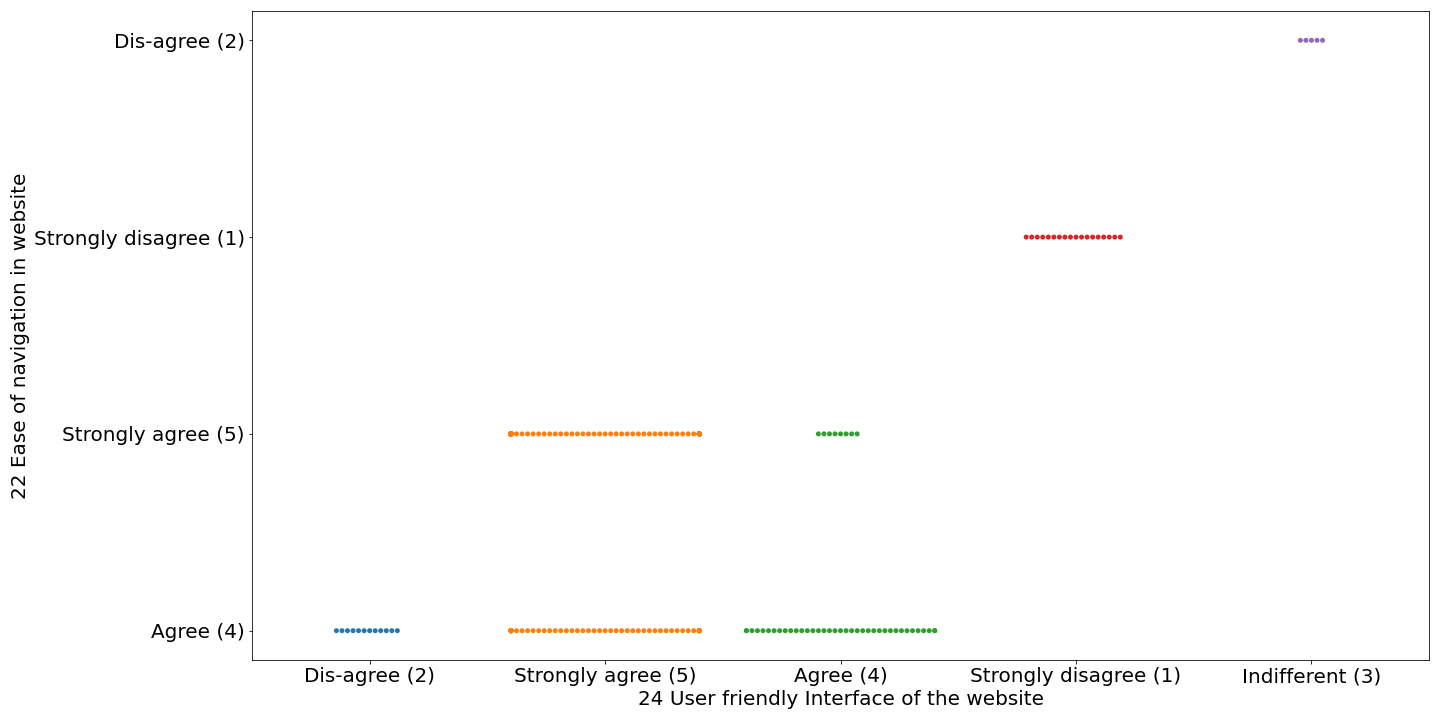 22 Ease of navigation in website
Dis-agree (2)
Strongly disagree (1)
Strongly agree (5)
Agree (4)
Dis-agree (2)
Strongly agree (5)
Agree (4)
Strongly disagree (1)
Indifferent (3)
24 User friendly Interface of the website